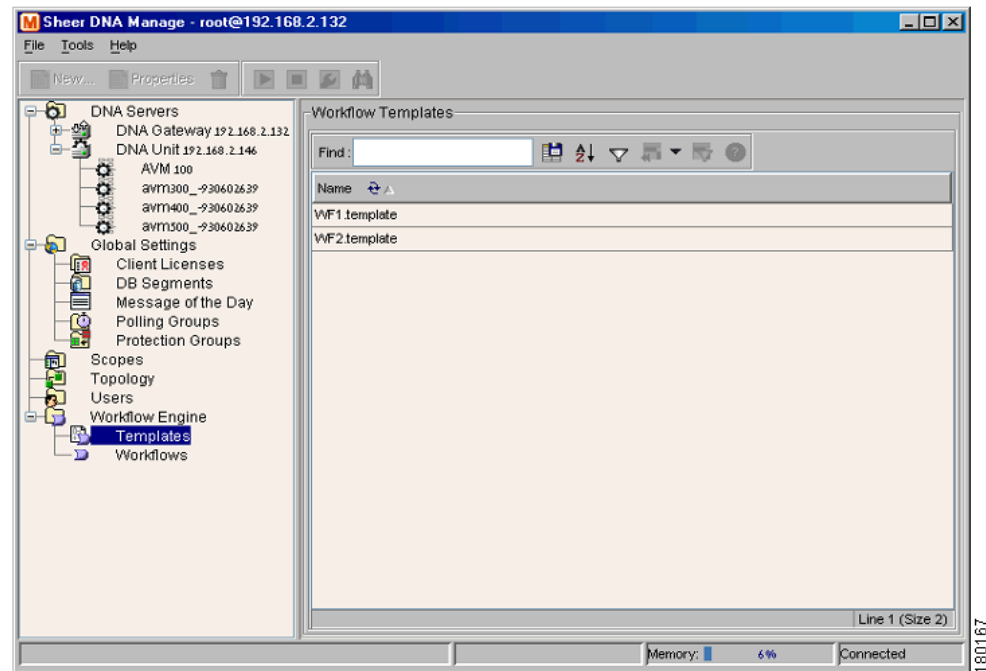 Sheer DNA Manage - root@192.168.2.132
File Tools Help
New... Properties
DNA Servers
DNA Gateway 192.168.2.132
DNA Unit 192.168.2.146
AVM 100
avm300_-930602639
avm400_-930602639
avm500_-930602639
Global Settings
Client Licenses
DB Segments
Message of the Day
Polling Groups
Protection Groups
Scopes
Topology
Users
Workflow Engine
Templates
Workflows
Workflow Templates
Find :
Name
WF1.template
WF2.template
Line 1 (Size 2)
Memory: 6%
Connected
180167